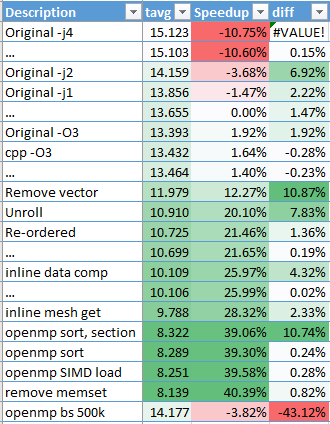 Description tavg Speedup diff
Original -j4 15.123 -10.75% #VALUE!
... 15.103 -10.60% 0.15%
Original -j2 14.159 -3.68% 6.92%
Original -j1 13.856 -1.47% 2.22%
... 13.655 0.00% 1.47%
Original -O3 13.393 1.92% 1.92%
cpp -O3 13.432 1.64% -0.28%
... 13.464 1.40% -0.23%
Remove vector 11.979 12.27% 10.87%
Unroll 10.910 20.10% 7.83%
Re-ordered 10.725 21.46% 1.36%
... 10.699 21.65% 0.19%
inline data comp 10.109 25.97% 4.32%
... 10.106 25.99% 0.02%
inline mesh get 9.788 28.32% 2.33%
openmp sort, section 8.322 39.06% 10.74%
openmp sort 8.289 39.30% 0.24%
openmp SIMD load 8.251 39.58% 0.28%
remove memset 8.139 40.39% 0.82%
openmp bs 500k 14.177 -3.82% -43.12%